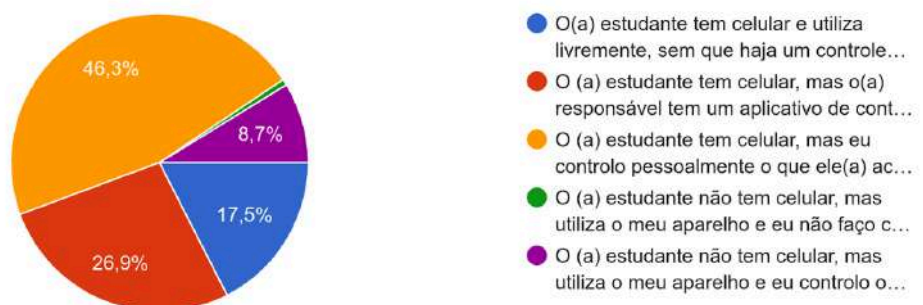 46,3%
8,7%
17,5%
26,9%
O(a) estudante tem celular e utiliza
livremente, sem que haja um controle…
O (a) estudante tem celular, mas o(a)
responsável tem um aplicativo de cont…
O (a) estudante tem celular, mas eu
controlo pessoalmente o que ele(a) ac…
O (a) estudante não tem celular, mas
utiliza o meu aparelho e eu não faço c…
O (a) estudante não tem celular, mas
utiliza o meu aparelho e eu controlo o…